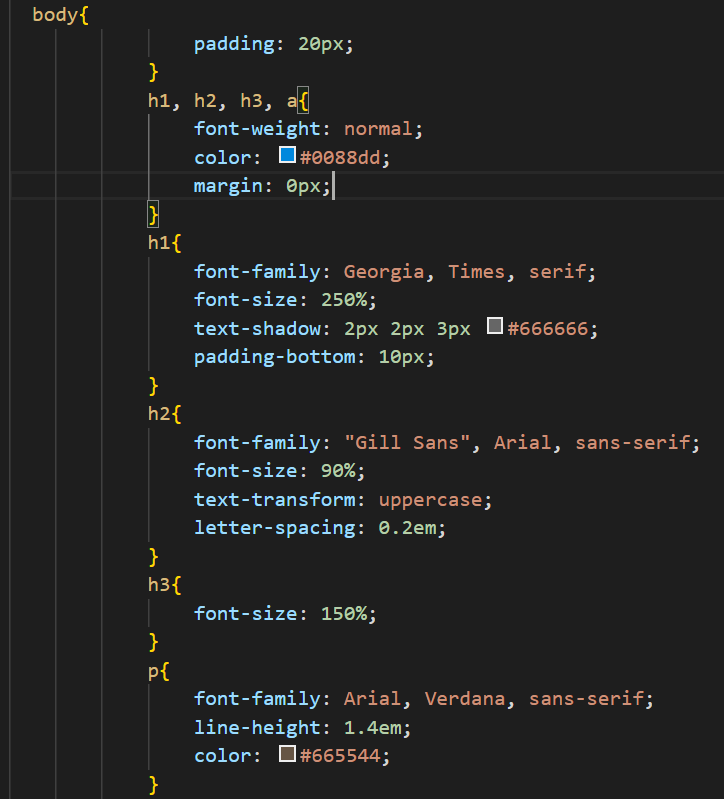 body{
padding: 20px;
}
h1, h2, h3, a{
font-weight: normal;
color: #0088dd;
margin: 0px;
}
h1{
font-family: Georgia, Times, serif;
font-size: 250%;
text-shadow: 2px 2px 3px #666666;
padding-bottom: 10px;
}
h2{
font-family: "Gill Sans", Arial, sans-serif;
font-size: 90%;
text-transform: uppercase;
letter-spacing: 0.2em;
}
h3{
font-size: 150%;
}
p{
font-family: Arial, Verdana, sans-serif;
line-height: 1.4em;
color: #665544;
}